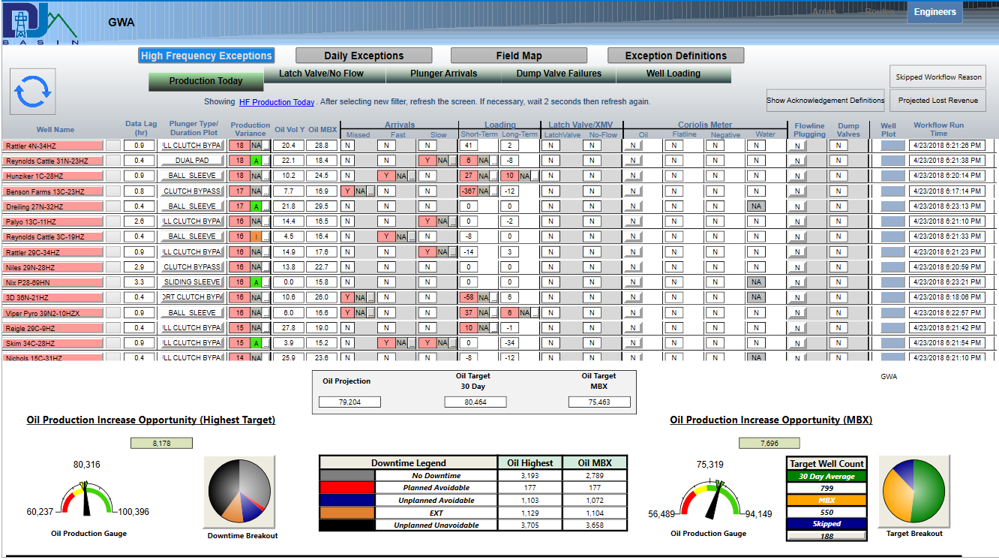 DJ
BASIN
GWA
Areas
Routes
Engineers
High Frequency Exceptions Daily Exceptions Field Map Exception Definitions
Production Today Latch Valve/No Flow Plunger Arrivals Dump Valve Failures Well Loading
Skipped Workflow Reason
Showing HF Production Today . After selecting new filter, refresh the screen. If necessary, wait 2 seconds then refresh again.
Show Acknowledgement Definitions Projected Lost Revenue
Well Name Data Lag (hr) Plunger Type/ Duration Plot Production Variance Oil Vol Y Oil MBX Arrivals Missed Fast Slow Loading Short-Term Long-Term Latch Valve/XMV LatchValve No-Flow Coriolis Meter Oil Flatline Negative Water Flowline Plugging Dump Valves Well Plot Workflow Run Time
Rattler 4N-34HZ 0.9 ULL CLUTCH BYPA 18 NA ... 20.4 28.8 N N N 41 2 N N N N N N N N 4/23/2018 6:21:26 PM
Reynolds Cattle 31N-23HZ 0.4 DUAL PAD 18 A ... 22.1 18.4 N N Y NA ... 6 NA ... -8 N N N N N N N N 4/23/2018 6:21:38 PM
Hunziker 1C-28HZ 0.9 BALL SLEEVE 18 NA ... 10.2 24.5 N Y NA ... N 27 NA ... 10 NA ... N N N N N N N N 4/23/2018 6:20:14 PM
Benson Farms 13C-23HZ 0.8 CLUTCH BYPASS 17 NA ... 7.7 16.9 Y NA ... N N -367 NA ... -12 N N N N N N N N 4/23/2018 6:17:14 PM
Dreiling 27N-32HZ 0.4 BALL SLEEVE 17 A ... 21.8 29.5 N N N 0 0 N N N N N NA N N 4/23/2018 6:23:13 PM
Palyo 13C-11HZ 2.6 ULL CLUTCH BYPA 16 NA ... 14.4 16.5 N N Y NA ... 0 -2 N N N N N N N N 4/23/2018 6:21:10 PM
Reynolds Cattle 3C-19HZ 0.4 BALL SLEEVE 16 I ... 4.5 16.4 N Y NA ... N -8 0 N N N N N N N N 4/23/2018 6:21:33 PM
Rattler 29C-34HZ 0.9 ULL CLUTCH BYPA 16 NA ... 14.9 17.6 N N Y NA ... -14 3 N N N N N N N N 4/23/2018 6:21:23 PM
Niles 29N-28HZ 2.9 CLUTCH BYPASS 16 NA ... 13.8 22.7 N N N 0 0 N N N N N N N N 4/23/2018 6:20:59 PM
Nix P28-69HN 3.3 SLIDING SLEEVE 16 A ... 0.0 15.8 N N N 0 0 N N N N N NA N N 4/23/2018 6:23:21 PM
3D 36N-21HZ 0.4 ORT CLUTCH BYP 16 NA ... 10.6 26.0 Y NA ... N N -58 NA ... 6 N N N N N NA N N 4/23/2018 6:18:06 PM
Viper Pyro 39N2-10HZX 0.9 BALL SLEEVE 16 NA ... 6.0 16.6 Y NA ... N N 37 NA ... 6 NA ... N N N N N N N N 4/23/2018 6:22:57 PM
Reigle 29C-9HZ 0.4 ULL CLUTCH BYPA 15 NA ... 27.8 19.0 N N N 10 NA ... -1 N N N N N N N N 4/23/2018 6:21:42 PM
Skim 34C-28HZ 0.9 ULL CLUTCH BYPA 15 A ... 3.9 15.2 N Y NA ... Y NA ... 0 -34 N N N N N N N N 4/23/2018 6:21:54 PM
Nichols 15C-31HZ 0.4 ULL CLUTCH BYPA 14 NA ... 25.9 23.6 N N N -8 -12 N N N N N NA N N 4/23/2018 6:21:10 PM
Oil Projection Oil Target 30 Day Oil Target MBX
79,204 80,464 75,463
GWA
Oil Production Increase Opportunity (Highest Target)
8,178
80,316
60,237 100,396
Oil Production Gauge
Downtime Breakout
Downtime Legend Oil Highest Oil MBX
No Downtime 3,193 2,789
Planned Avoidable 177 177
Unplanned Avoidable 1,103 1,072
EXT 1,129 1,104
Unplanned Unavoidable 3,705 3,658
Oil Production Increase Opportunity (MBX)
7,696
75,319
56,489 94,149
Oil Production Gauge
Target Well Count
30 Day Average
799
MBX
550
Skipped
188
Target Breakout